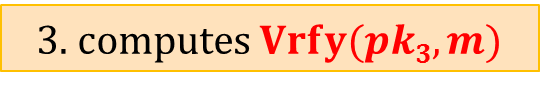 3. computes Vrfy(pk₃, m)